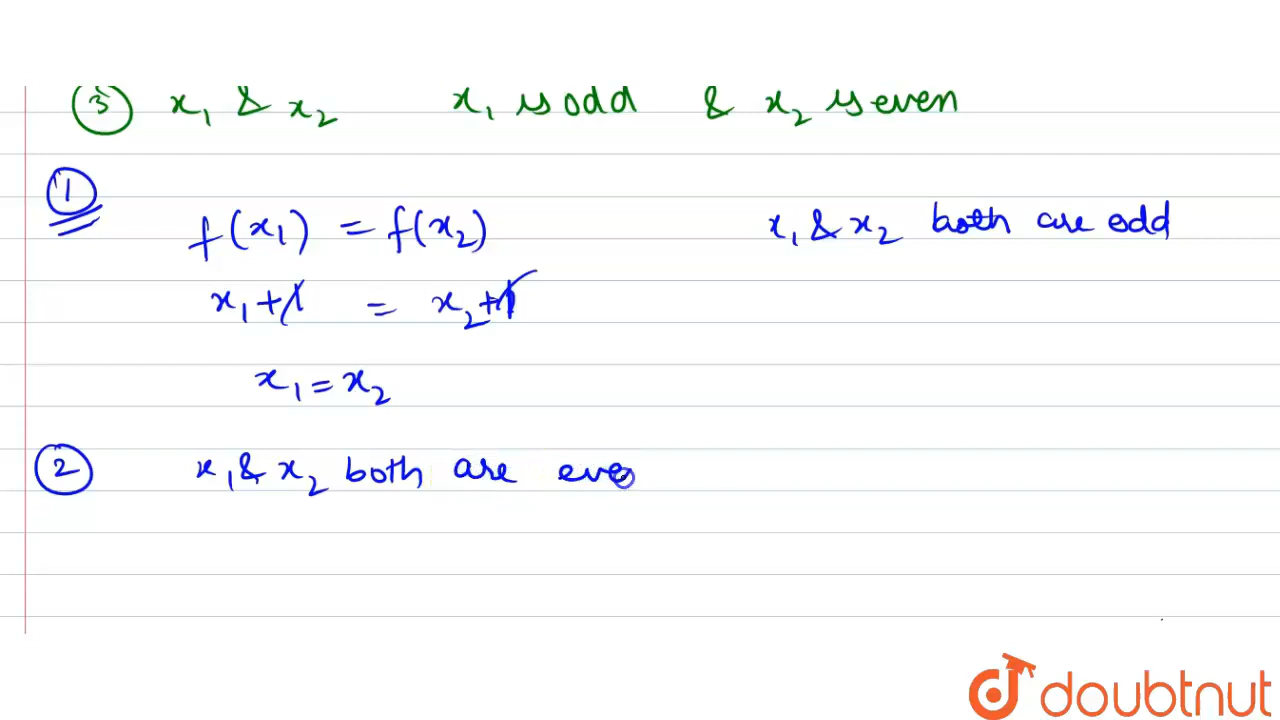 ③ x₁ & x₂ x₁ is odd & x₂ is even
①
f(x₁) = f(x₂) x₁ & x₂ both are odd
x₁+1 = x₂+1
x₁ = x₂
② x₁ & x₂ both are eve
doubtnut